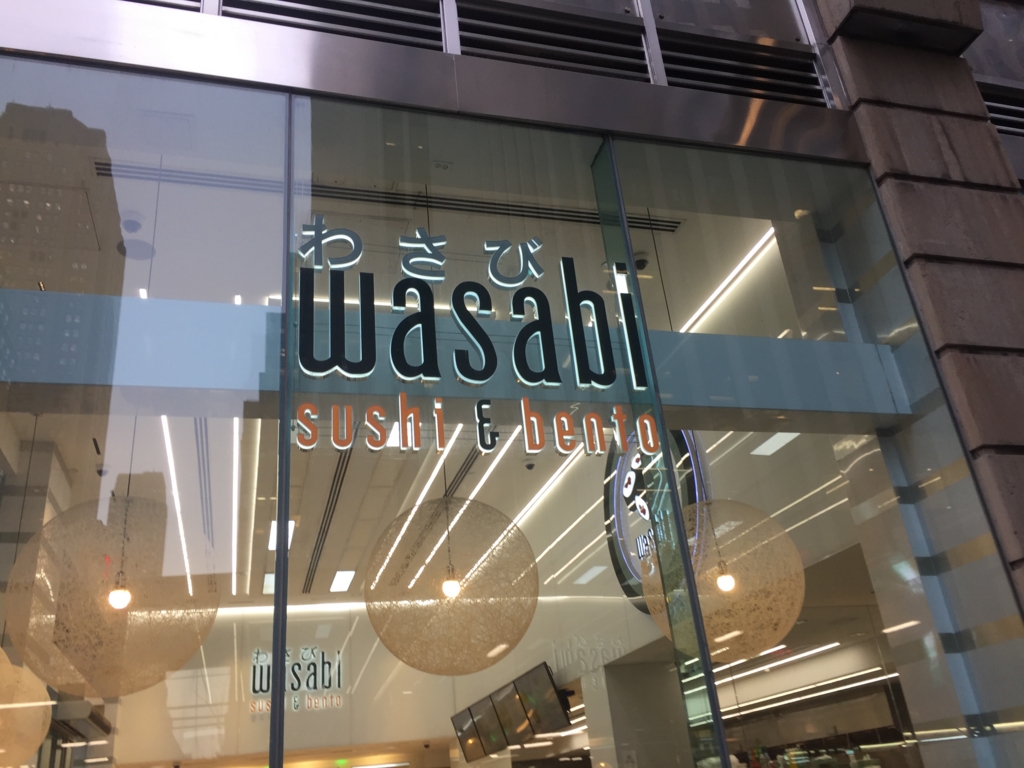 わさび
wasabi
sushi & bento
わさび
wasabi
sushi & bento